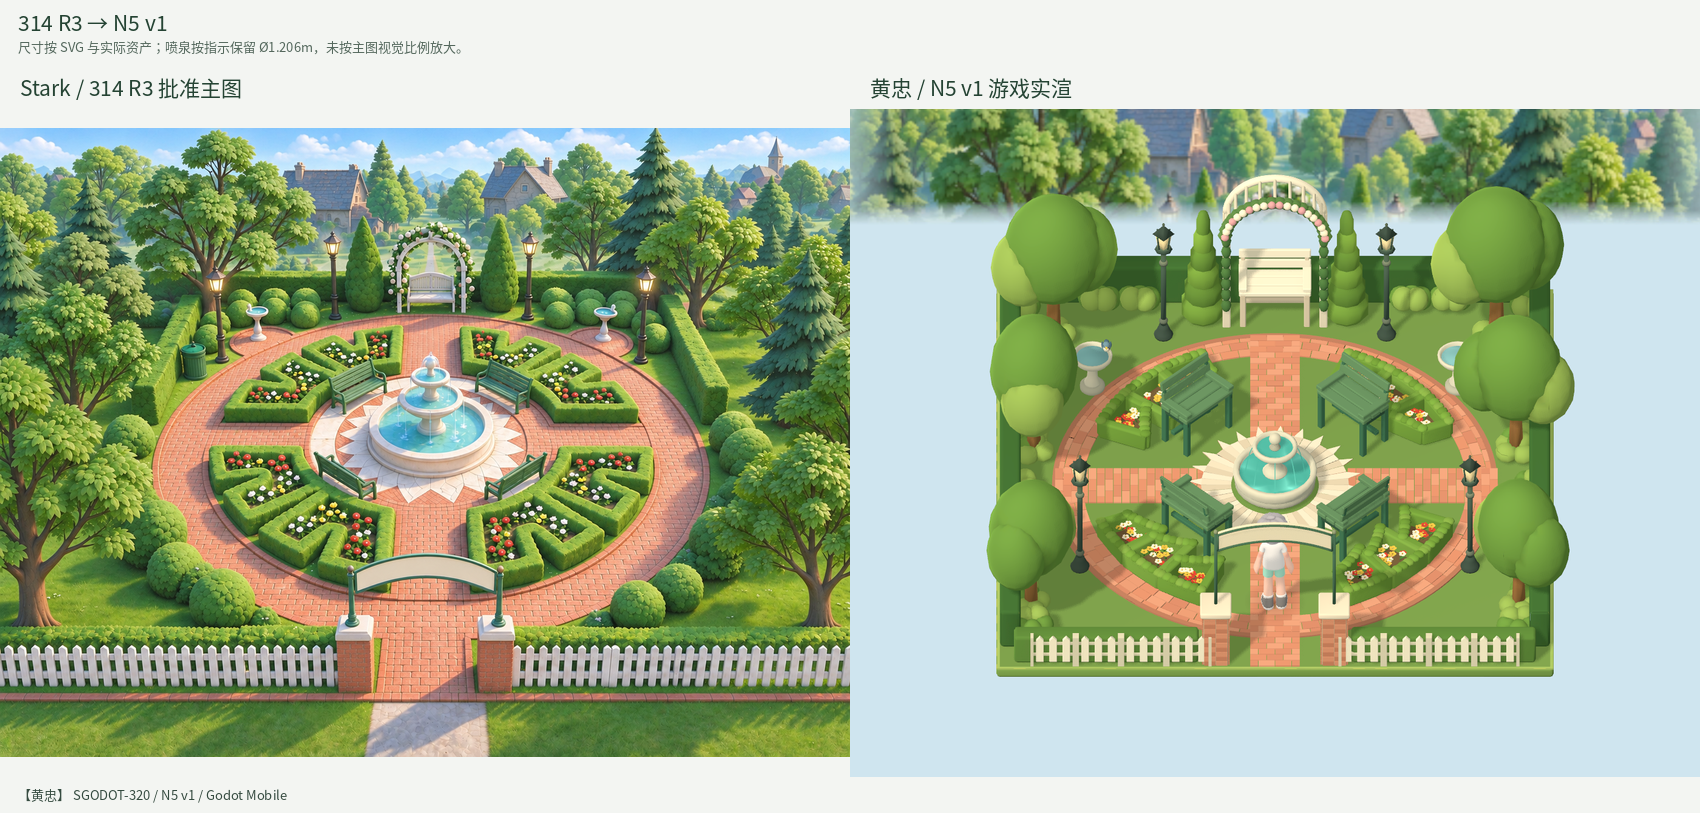 314 R3 → N5 v1
尺寸按 SVG 与实际资产；喷泉按指示保留 Ø1.206m，未按主图视觉比例放大。
Stark / 314 R3 批准主图
黄忠 / N5 v1 游戏实渲
【黄忠】 SGODOT-320 / N5 v1 / Godot Mobile